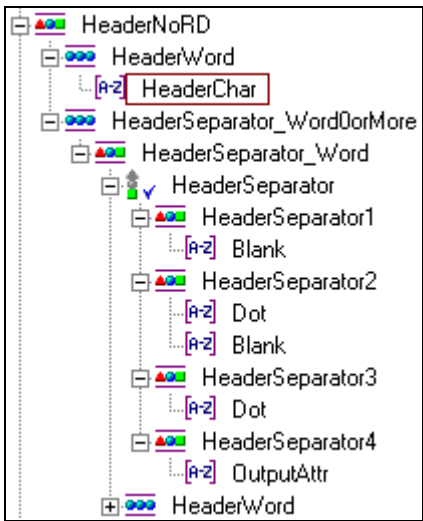 HeaderNoRD
HeaderWord
[A-Z] HeaderChar
HeaderSeparator_Word0orMore
HeaderSeparator_Word
HeaderSeparator
HeaderSeparator1
[A-Z] Blank
HeaderSeparator2
[A-Z] Dot
[A-Z] Blank
HeaderSeparator3
[A-Z] Dot
HeaderSeparator4
[A-Z] OutputAttr
HeaderWord